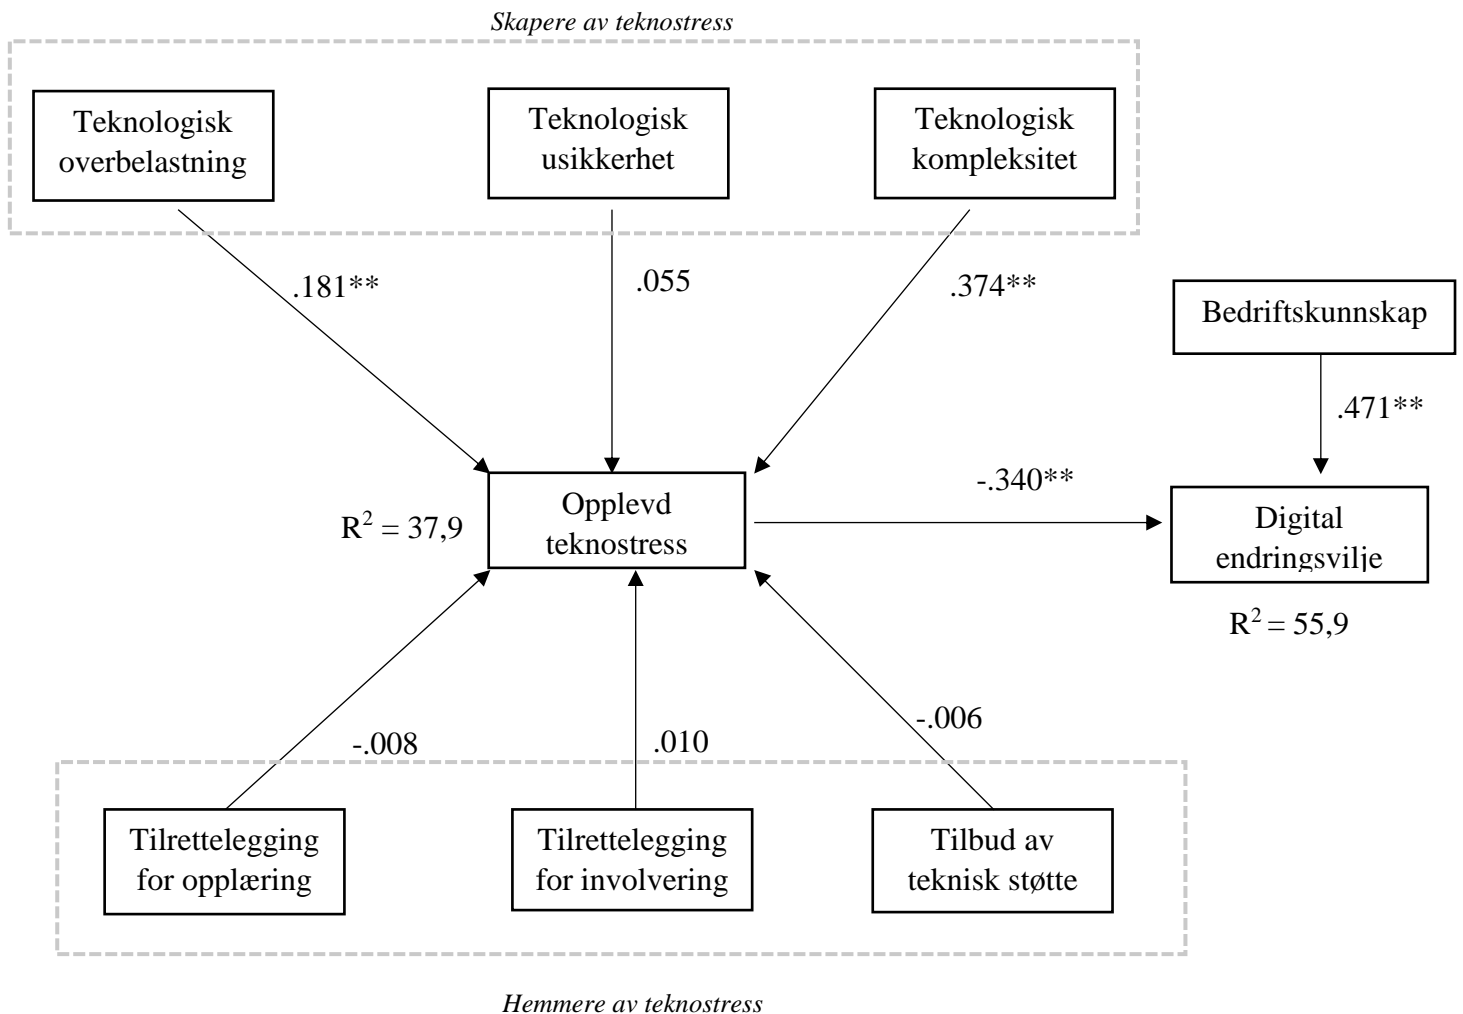 Skapere av teknostress
Teknologisk
overbelastning
Teknologisk
usikkerhet
Teknologisk
kompleksitet
.181**
.055
.374**
Bedriftskunnskap
.471**
-.340**
R² = 37,9
Opplevd
teknostress
Digital
endringsvilje
R² = 55,9
-.008
.010
-.006
Tilrettelegging
for opplæring
Tilrettelegging
for involvering
Tilbud av
teknisk støtte
Hemmere av teknostress